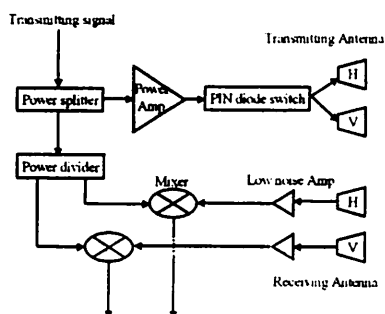 Transmitting signal
Transmitting Antenna
H
Power Amp
Power splitter
PIN diode switch
V
Power divider
Mixer
Low noise Amp
H
V
Receiving Antenna